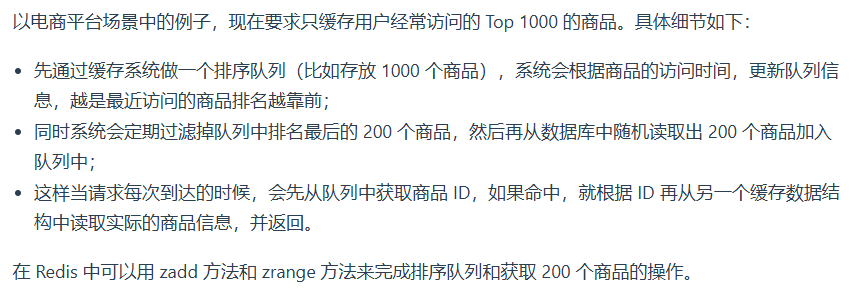 以电商平台场景中的例子，现在要求只缓存用户经常访问的 Top 1000 的商品。具体细节如下：
• 先通过缓存系统做一个排序队列（比如存放 1000 个商品），系统会根据商品的访问时间，更新队列信
息，越是最近访问的商品排名越靠前；
• 同时系统会定期过滤掉队列中排名最后的 200 个商品，然后再从数据库中随机读取出 200 个商品加入
队列中；
• 这样当请求每次到达的时候，会先从队列中获取商品 ID，如果命中，就根据 ID 再从另一个缓存数据结
构中读取实际的商品信息，并返回。
在 Redis 中可以用 zadd 方法和 zrange 方法来完成排序队列和获取 200 个商品的操作。